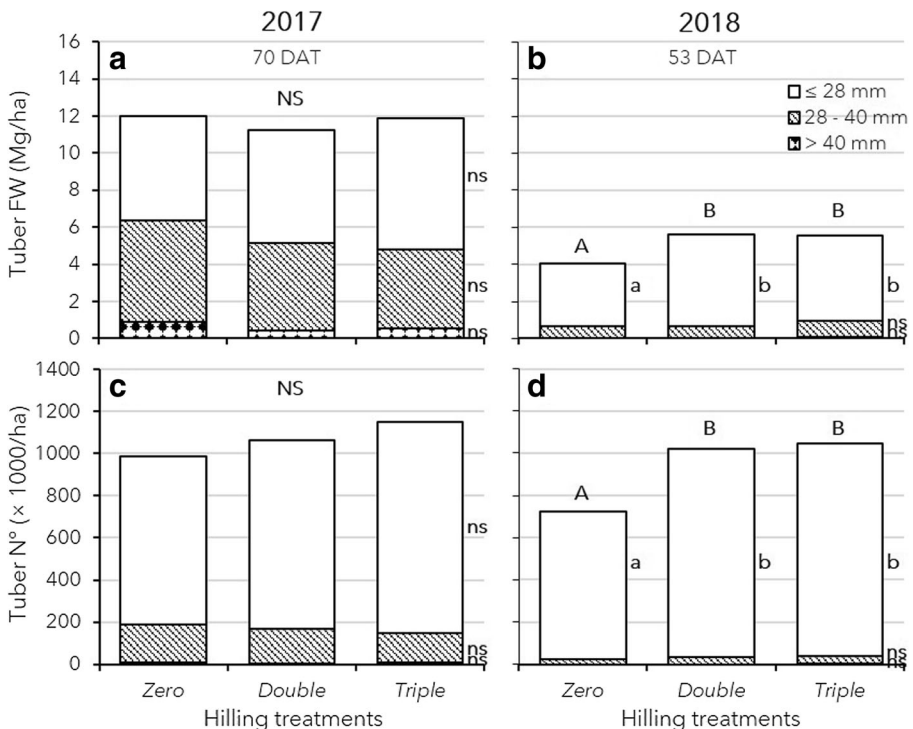 2017
2018
a
70 DAT
b
53 DAT
NS
≤ 28 mm
28 - 40 mm
> 40 mm
Tuber FW (Mg/ha)
16
14
12
10
8
6
4
2
0
ns
ns
ns
A
B
B
a
b
b
ns
ns
c
NS
d
Tuber Nº (× 1000/ha)
1400
1200
1000
800
600
400
200
0
ns
ns
ns
A
B
B
a
b
b
ns
ns
Zero
Double
Triple
Zero
Double
Triple
Hilling treatments
Hilling treatments